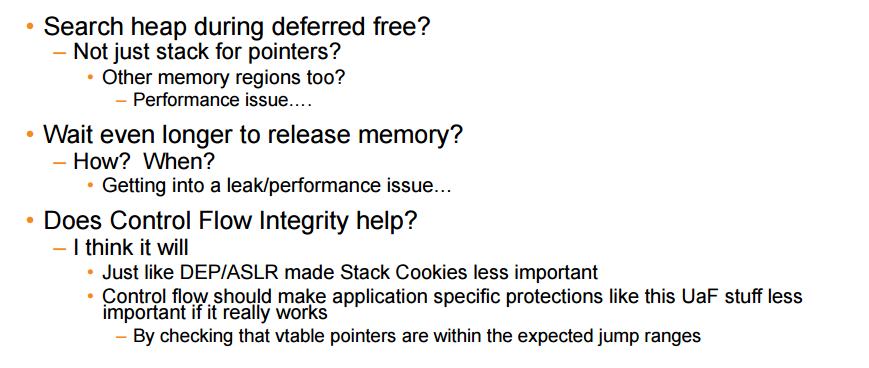 • Search heap during deferred free?
– Not just stack for pointers?
• Other memory regions too?
– Performance issue….
• Wait even longer to release memory?
– How?  When?
• Getting into a leak/performance issue…
• Does Control Flow Integrity help?
– I think it will
• Just like DEP/ASLR made Stack Cookies less important
• Control flow should make application specific protections like this UaF stuff less
important if it really works
– By checking that vtable pointers are within the expected jump ranges